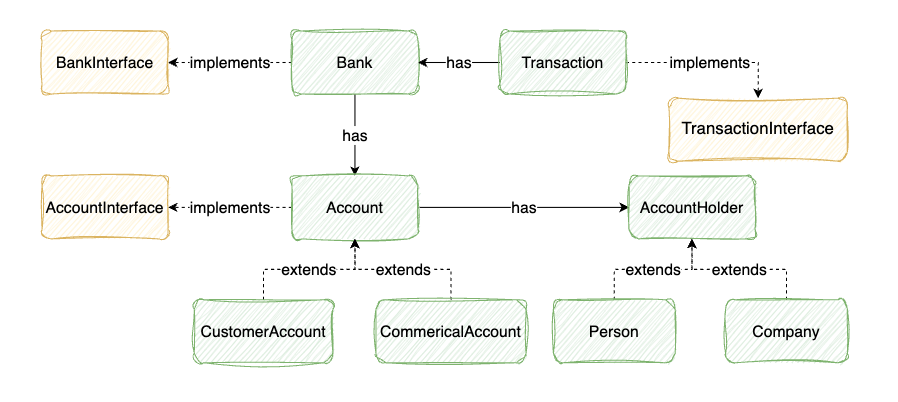 BankInterface
implements
Bank
has
Transaction
implements
TransactionInterface
has
AccountInterface
implements
Account
has
AccountHolder
extends
extends
extends
extends
CustomerAccount
CommericalAccount
Person
Company